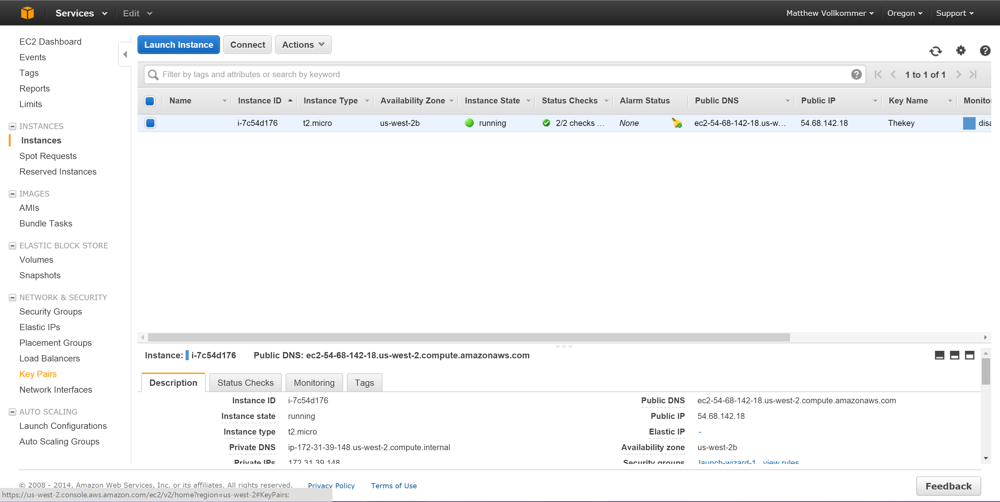 Services Edit Matthew Vollkommer Oregon Support
EC2 Dashboard
Events
Tags
Reports
Limits
INSTANCES
Instances
Spot Requests
Reserved Instances
IMAGES
AMIs
Bundle Tasks
ELASTIC BLOCK STORE
Volumes
Snapshots
NETWORK & SECURITY
Security Groups
Elastic IPs
Placement Groups
Load Balancers
Key Pairs
Network Interfaces
AUTO SCALING
Launch Configurations
Auto Scaling Groups
Launch Instance Connect Actions
Filter by tags and attributes or search by keyword 1 to 1 of 1
Name Instance ID Instance Type Availability Zone Instance State Status Checks Alarm Status Public DNS Public IP Key Name Monito
i-7c54d176 t2.micro us-west-2b running 2/2 checks ... None ec2-54-68-142-18.us-w... 54.68.142.18 Thekey disa
Instance: i-7c54d176 Public DNS: ec2-54-68-142-18.us-west-2.compute.amazonaws.com
Description Status Checks Monitoring Tags
Instance ID i-7c54d176 Public DNS ec2-54-68-142-18.us-west-2.compute.amazonaws.com
Instance state running Public IP 54.68.142.18
Instance type t2.micro Elastic IP -
Private DNS ip-172-31-39-148.us-west-2.compute.internal Availability zone us-west-2b
Private IPs 172.31.39.148 Security groups launch-wizard-1. view rules
© 2008 - 2014, Amazon Web Services, Inc. or its affiliates. All rights reserved. Privacy Policy Terms of Use Feedback
https://us-west-2.console.aws.amazon.com/ec2/v2/home?region=us-west-2#KeyPairs: